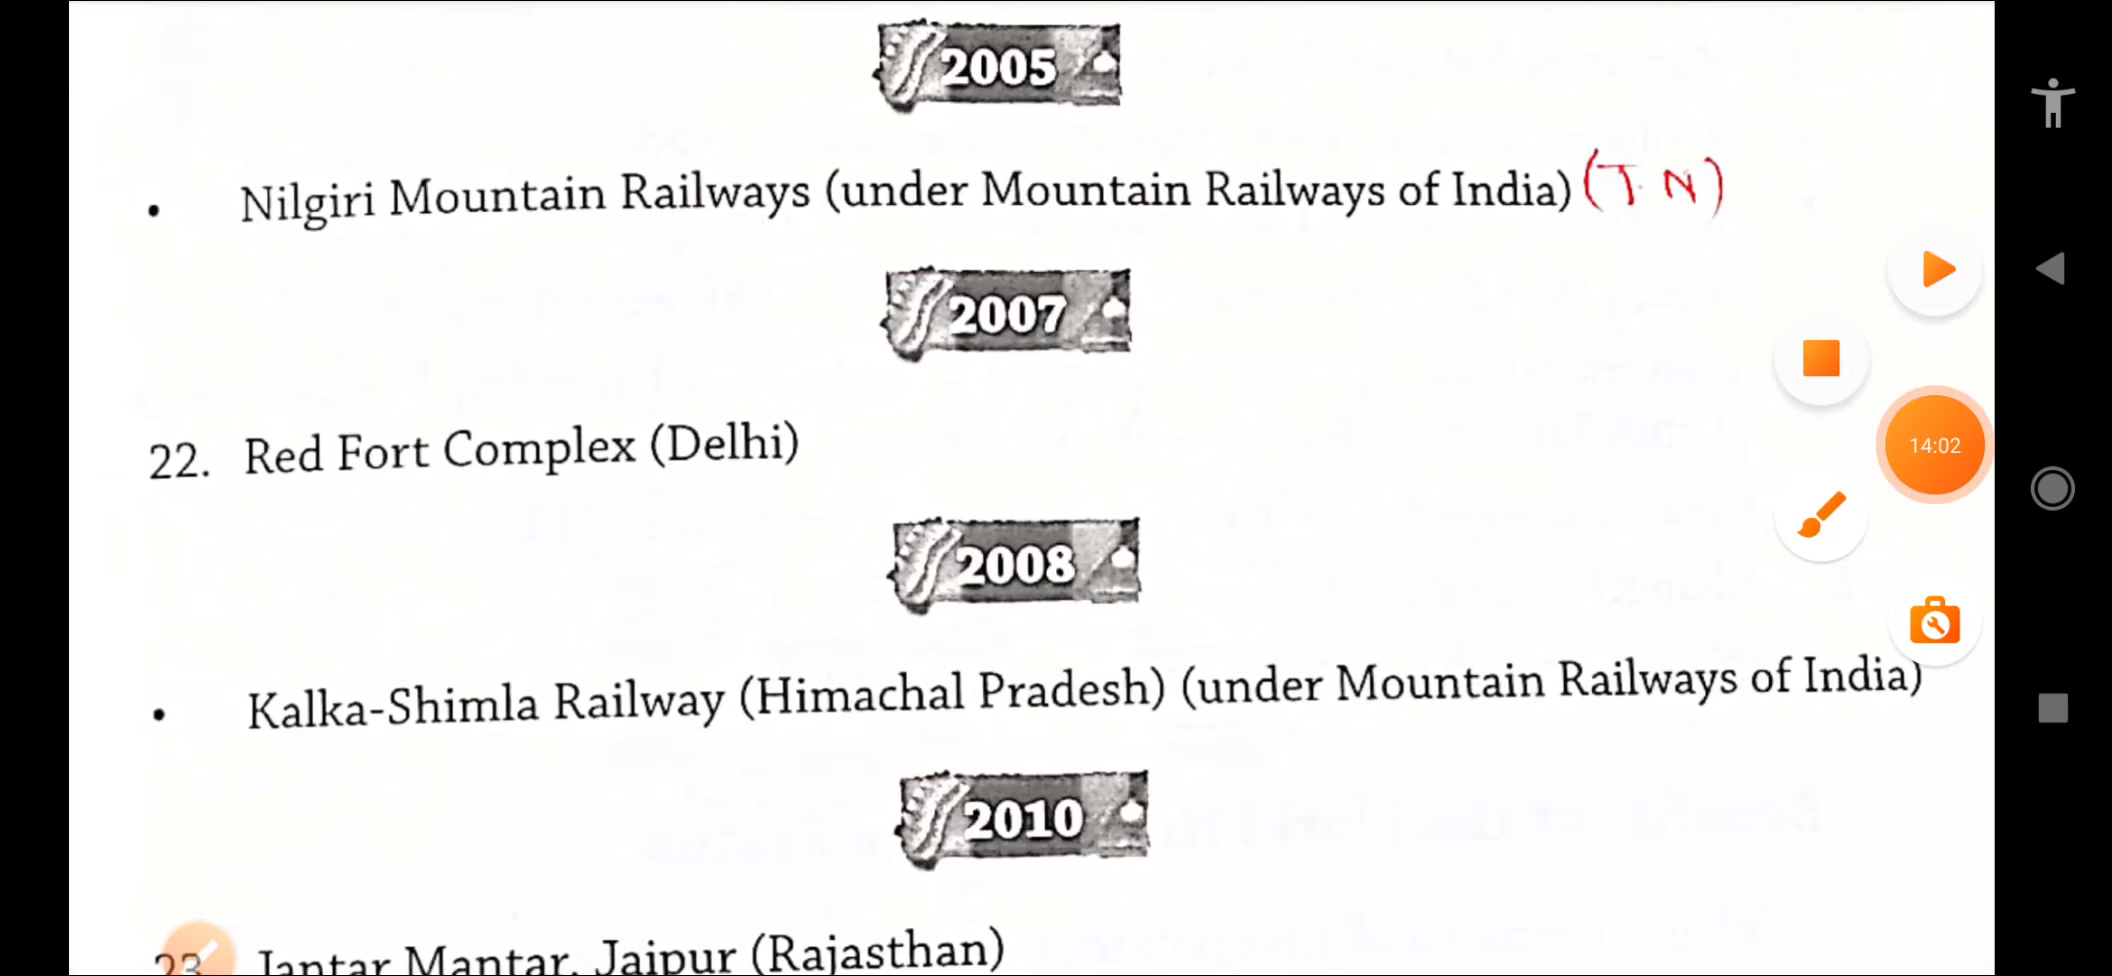 2005
• Nilgiri Mountain Railways (under Mountain Railways of India) (T.N)
2007
22. Red Fort Complex (Delhi)
14:02
2008
• Kalka-Shimla Railway (Himachal Pradesh) (under Mountain Railways of India)
2010
23. Jantar Mantar, Jaipur (Rajasthan)